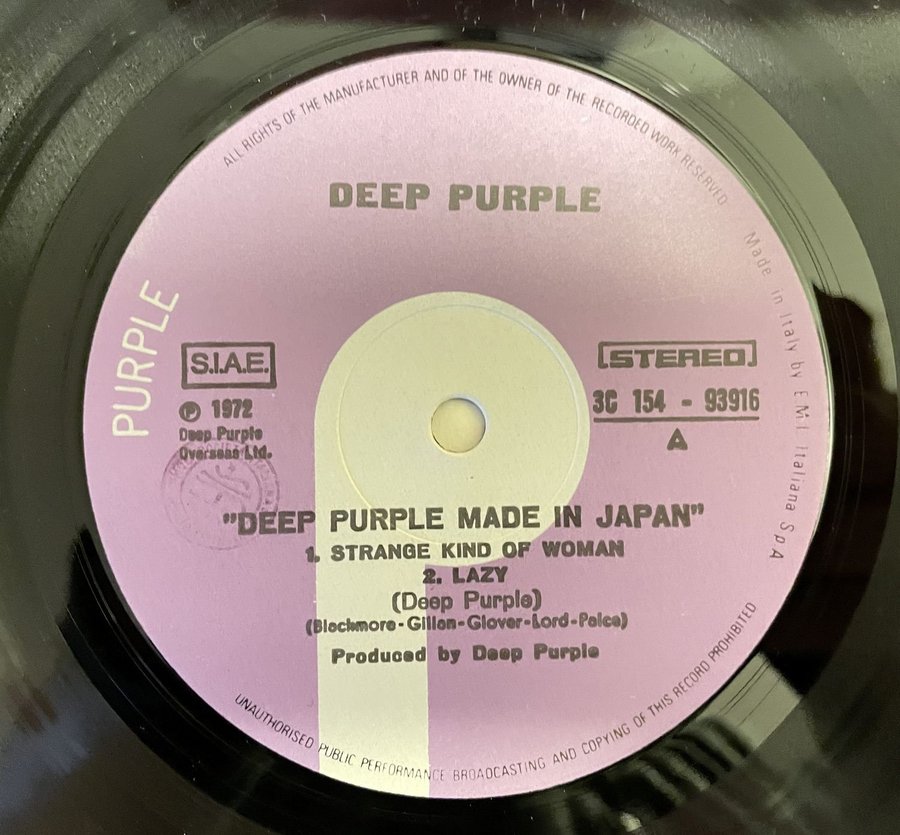 ALL RIGHTS OF THE MANUFACTURER AND OF THE OWNER OF THE RECORDED WORK RESERVED
DEEP PURPLE
Made in Italy by E.M.I Italiana SpA
PURPLE
S.I.A.E.
℗ 1972
Deep Purple
Overseas Ltd.
STEREO
3C 154 - 93916
A
"DEEP PURPLE MADE IN JAPAN"
1. STRANGE KIND OF WOMAN
2. LAZY
(Deep Purple)
(Blackmore-Gillan-Glover-Lord-Paice)
Produced by Deep Purple
UNAUTHORISED PUBLIC PERFORMANCE BROADCASTING AND COPYING OF THIS RECORD PROHIBITED